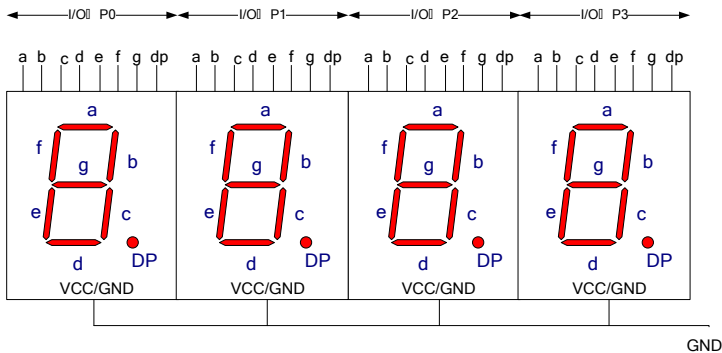 I/O P0 I/O P1 I/O P2 I/O P3
a b c d e f g dp a b c d e f g dp a b c d e f g dp a b c d e f g dp
a a a a
f g b f g b f g b f g b
e c e c e c e c
d DP d DP d DP d DP
VCC/GND VCC/GND VCC/GND VCC/GND
GND